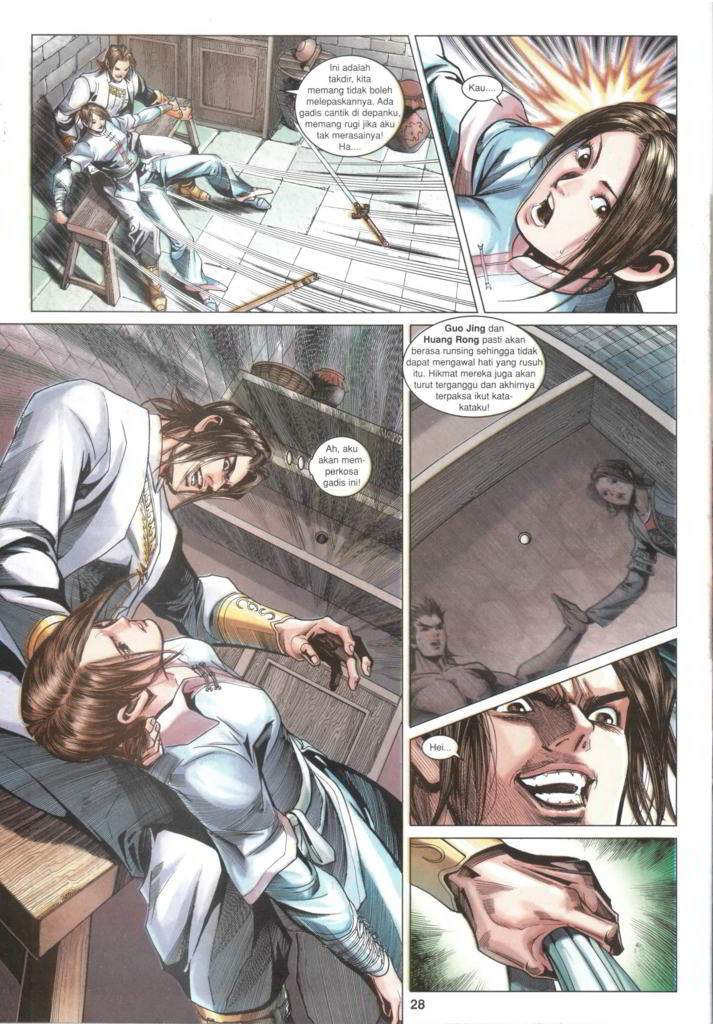 Ini adalah
takdir, kita
memang tidak boleh
melepaskannya. Ada
gadis cantik di depanku,
memang rugi jika aku
tak merasainya!
Ha....
Kau....
Guo Jing dan
Huang Rong pasti akan
berasa runsing sehingga tidak
dapat mengawal hati yang rusuh
itu. Hikmat mereka juga akan
turut terganggu dan akhirnya
terpaksa ikut kata-
kataku!
Ah, aku
akan mem-
perkosa
gadis ini!
Hei...
28